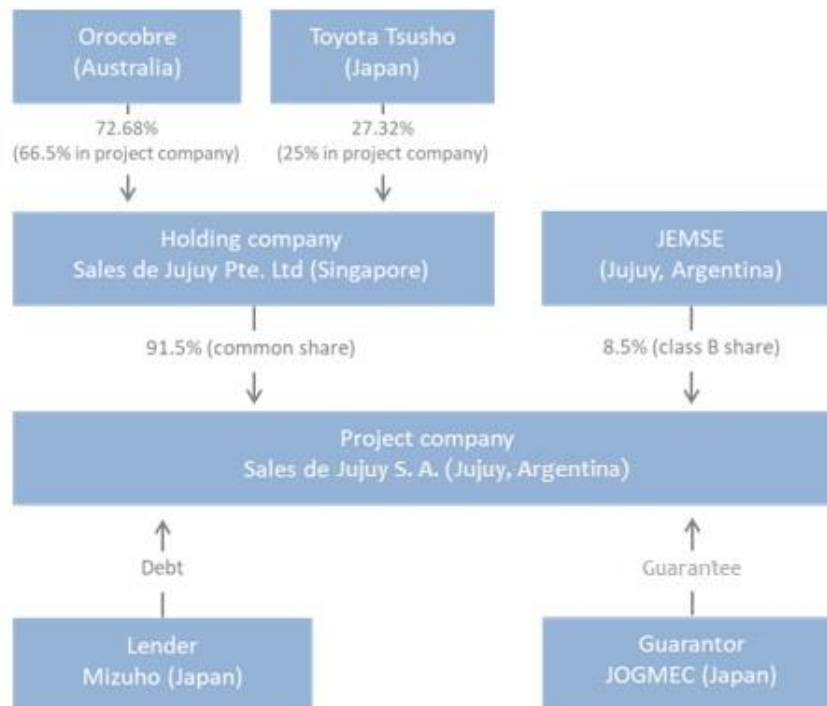 Orocobre
(Australia)
Toyota Tsusho
(Japan)
72.68%
(66.5% in project company)
27.32%
(25% in project company)
Holding company
Sales de Jujuy Pte. Ltd (Singapore)
JEMSE
(Jujuy, Argentina)
91.5% (common share)
8.5% (class B share)
Project company
Sales de Jujuy S. A. (Jujuy, Argentina)
Debt
Guarantee
Lender
Mizuho (Japan)
Guarantor
JOGMEC (Japan)